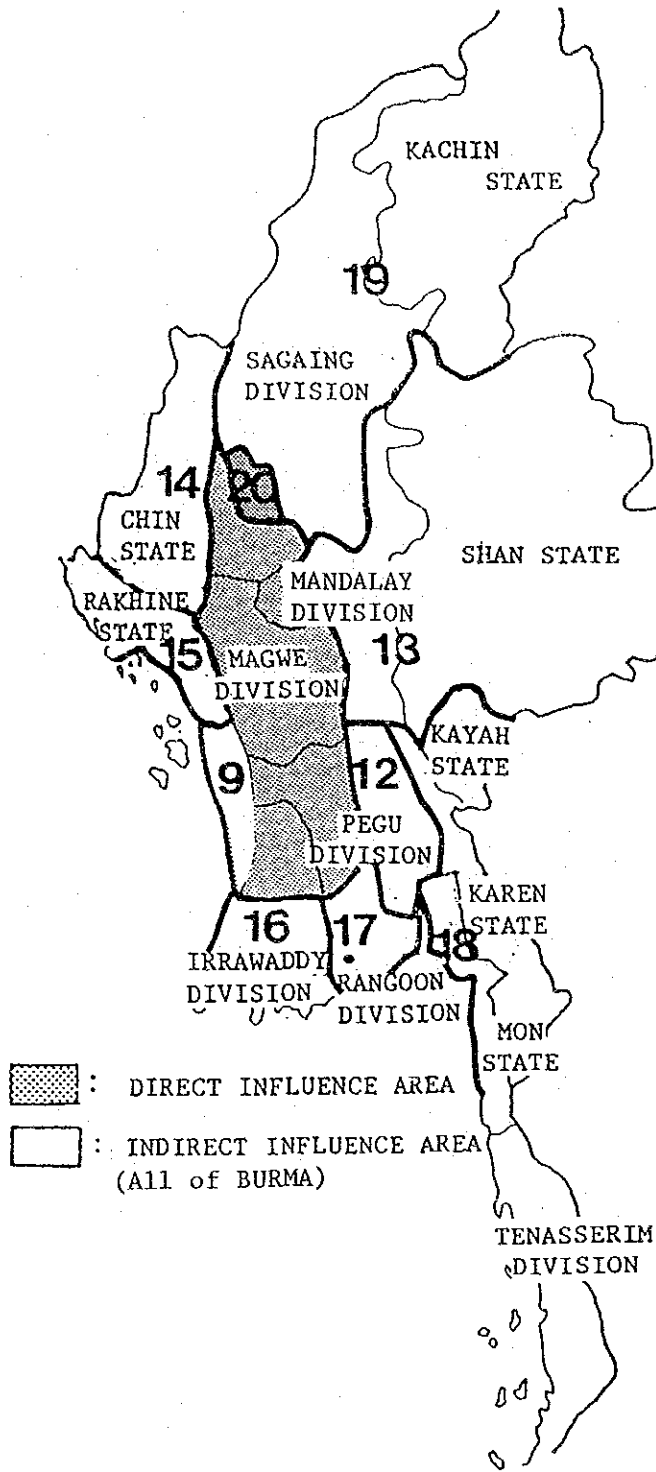 KACHIN
STATE
19
SAGAING
DIVISION
14
20
CHIN
STATE
SHAN STATE
MANDALAY
DIVISION
RAKHINE
STATE
15
13
MAGWE
DIVISION
KAYAH
STATE
9
12
PEGU
DIVISION
KAREN
STATE
16
17
18
IRRAWADDY
DIVISION
RANGOON
DIVISION
MON
STATE
: DIRECT INFLUENCE AREA
: INDIRECT INFLUENCE AREA
(All of BURMA)
TENASSERIM
DIVISION